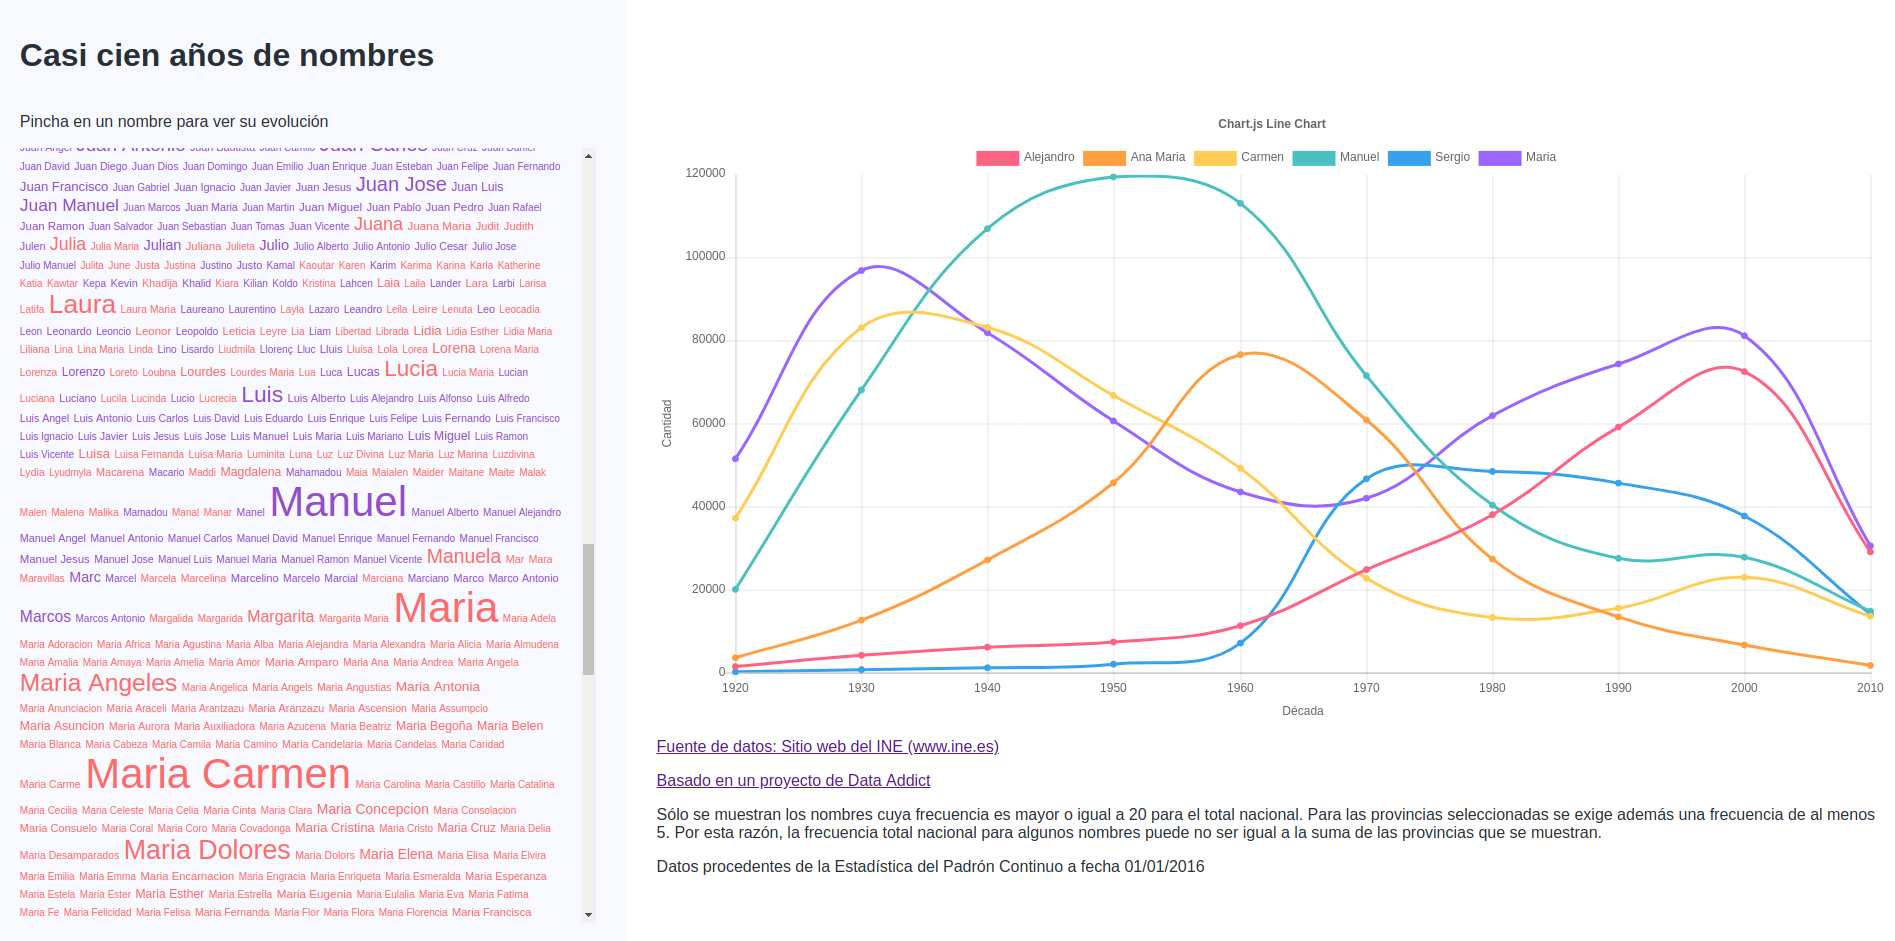 Casi cien años de nombres
Pincha en un nombre para ver su evolución
Juan Angel Juan Antonio Juan Bautista Juan Camilo Juan Carlos Juan Cruz Juan Daniel
Juan David Juan Diego Juan Dios Juan Domingo Juan Emilio Juan Enrique Juan Esteban Juan Felipe Juan Fernando
Juan Francisco Juan Gabriel Juan Ignacio Juan Javier Juan Jesus Juan Jose Juan Luis
Juan Manuel Juan Marcos Juan Maria Juan Martin Juan Miguel Juan Pablo Juan Pedro Juan Rafael
Juan Ramon Juan Salvador Juan Sebastian Juan Tomas Juan Vicente Juana Juana Maria Judit Judith
Julen Julia Julia Maria Julian Juliana Julieta Julio Julio Alberto Julio Antonio Julio Cesar Julio Jose
Julio Manuel Julita June Justa Justina Justino Justo Kamal Kaoutar Karen Karim Karima Karina Karla Katherine
Katia Kawtar Kepa Kevin Khadija Khalid Kiara Kilian Koldo Kristina Lahcen Laia Laila Lander Lara Larbi Larisa
Latifa Laura Laura Maria Laureano Laurentino Layla Lazaro Leandro Leila Leire Lenuta Leo Leocadia
Leon Leonardo Leoncio Leonor Leopoldo Leticia Leyre Lia Liam Libertad Librada Lidia Lidia Esther Lidia Maria
Liliana Lina Lina Maria Linda Lino Lisardo Liudmila Llorenç Lluc Lluis Lluisa Lola Lorea Lorena Lorena Maria
Lorenza Lorenzo Loreto Loubna Lourdes Lourdes Maria Lua Luca Lucas Lucia Lucia Maria Lucian
Luciana Luciano Lucila Lucinda Lucio Lucrecia Luis Luis Alberto Luis Alejandro Luis Alfonso Luis Alfredo
Luis Angel Luis Antonio Luis Carlos Luis David Luis Eduardo Luis Enrique Luis Felipe Luis Fernando Luis Francisco
Luis Ignacio Luis Javier Luis Jesus Luis Jose Luis Manuel Luis Maria Luis Mariano Luis Miguel Luis Ramon
Luis Vicente Luisa Luisa Fernanda Luisa Maria Luminita Luna Luz Luz Divina Luz Maria Luz Marina Luzdivina
Lydia Lyudmyla Macarena Macario Maddi Magdalena Mahamadou Maia Maialen Maider Maitane Maite Malak
Malen Malena Malika Mamadou Manal Manar Manel Manuel Manuel Alberto Manuel Alejandro
Manuel Angel Manuel Antonio Manuel Carlos Manuel David Manuel Enrique Manuel Fernando Manuel Francisco
Manuel Jesus Manuel Jose Manuel Luis Manuel Maria Manuel Ramon Manuel Vicente Manuela Mar Mara
Maravillas Marc Marcel Marcela Marcelina Marcelino Marcelo Marcial Marciana Marciano Marco Marco Antonio
Marcos Marcos Antonio Margalida Margarida Margarita Margarita Maria Maria Maria Adela
Maria Adoracion Maria Africa Maria Agustina Maria Alba Maria Alejandra Maria Alexandra Maria Alicia Maria Almudena
Maria Amalia Maria Amaya Maria Amelia Maria Amor Maria Amparo Maria Ana Maria Andrea Maria Angela
Maria Angeles Maria Angelica Maria Angels Maria Angustias Maria Antonia
Maria Anunciacion Maria Araceli Maria Arantzazu Maria Aranzazu Maria Ascension Maria Assumpcio
Maria Asuncion Maria Aurora Maria Auxiliadora Maria Azucena Maria Beatriz Maria Begoña Maria Belen
Maria Blanca Maria Cabeza Maria Camila Maria Camino Maria Candelaria Maria Candelas Maria Caridad
Maria Carme Maria Carmen Maria Carolina Maria Castillo Maria Catalina
Maria Cecilia Maria Celeste Maria Celia Maria Cinta Maria Clara Maria Concepcion Maria Consolacion
Maria Consuelo Maria Coral Maria Coro Maria Covadonga Maria Cristina Maria Cristo Maria Cruz Maria Delia
Maria Desamparados Maria Dolores Maria Dolors Maria Elena Maria Elisa Maria Elvira
Maria Emilia Maria Emma Maria Encarnacion Maria Engracia Maria Enriqueta Maria Esmeralda Maria Esperanza
Maria Estela Maria Ester Maria Esther Maria Estrella Maria Eugenia Maria Eulalia Maria Eva Maria Fatima
Maria Fe Maria Felicidad Maria Felisa Maria Fernanda Maria Flor Maria Flora Maria Florencia Maria Francisca
Chart.js Line Chart
Alejandro Ana Maria Carmen Manuel Sergio Maria
120000
100000
80000
60000
40000
20000
0
Cantidad
1920 1930 1940 1950 1960 1970 1980 1990 2000 2010
Década
Fuente de datos: Sitio web del INE (www.ine.es)
Basado en un proyecto de Data Addict
Sólo se muestran los nombres cuya frecuencia es mayor o igual a 20 para el total nacional. Para las provincias seleccionadas se exige además una frecuencia de al menos
5. Por esta razón, la frecuencia total nacional para algunos nombres puede no ser igual a la suma de las provincias que se muestran.
Datos procedentes de la Estadística del Padrón Continuo a fecha 01/01/2016